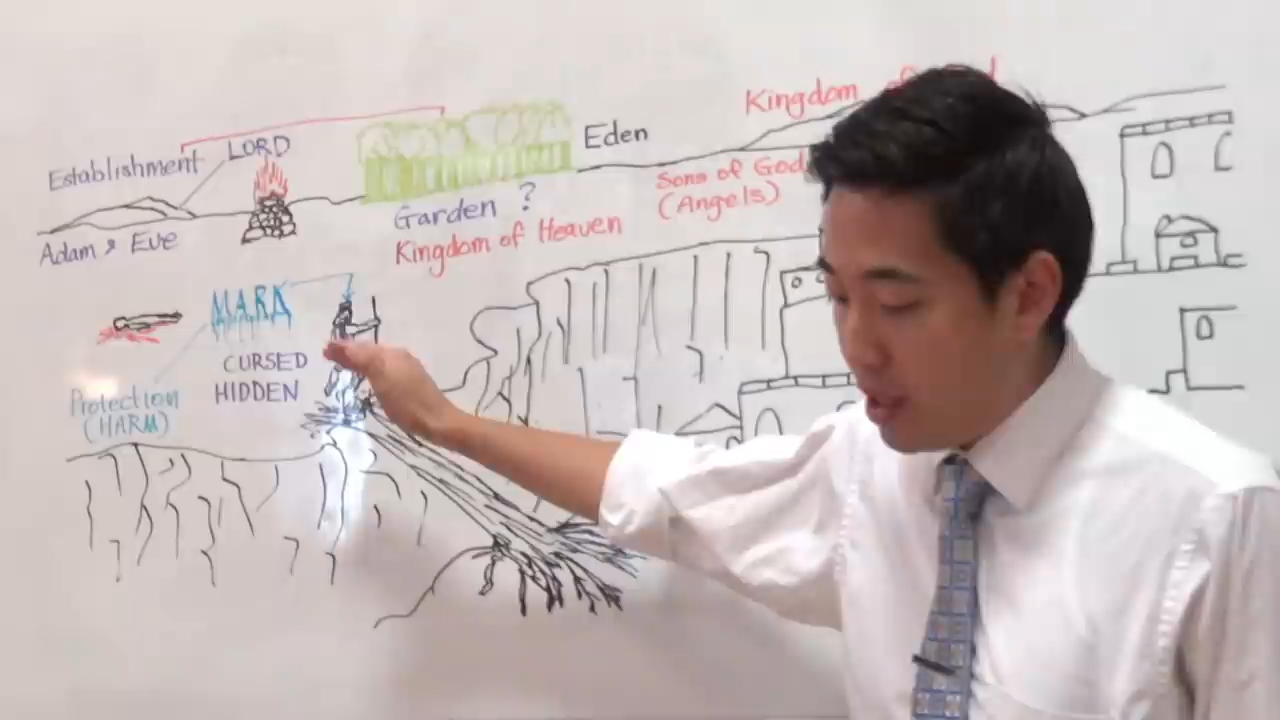 Kingdom
Establishment
LORD
Eden
Sons of God
(Angels)
Garden ?
Kingdom of Heaven
Adam & Eve
MARK
CURSED
HIDDEN
Protection
(HARM)